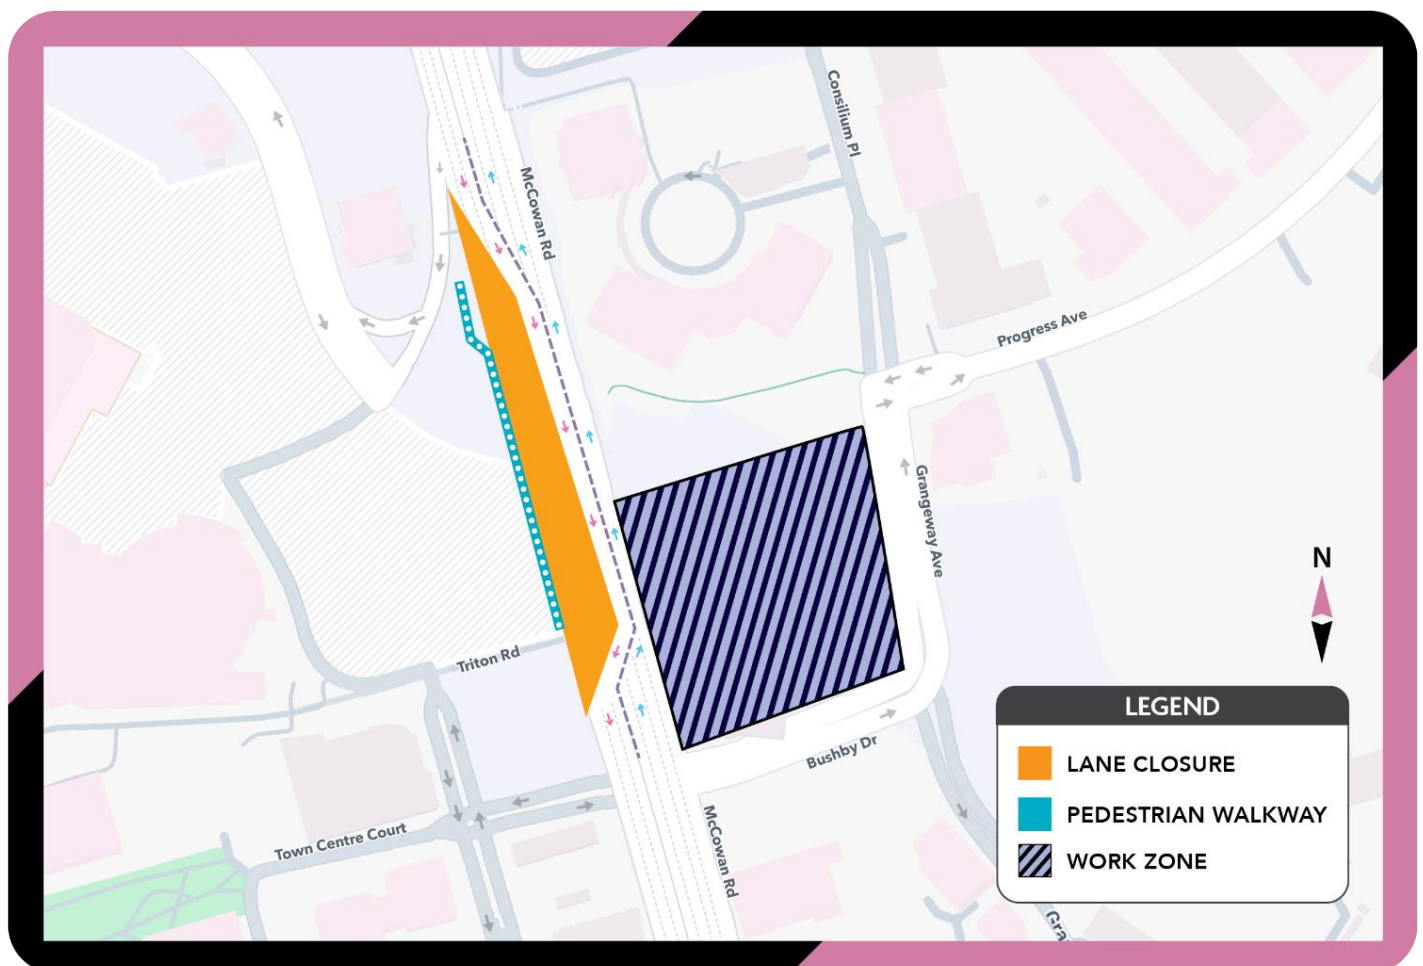 McCowan Rd
Consilium Pl
Progress Ave
Grangeway Ave
N
Triton Rd
Bushby Dr
Town Centre Court
McCowan Rd
Gra
LEGEND
LANE CLOSURE
PEDESTRIAN WALKWAY
WORK ZONE